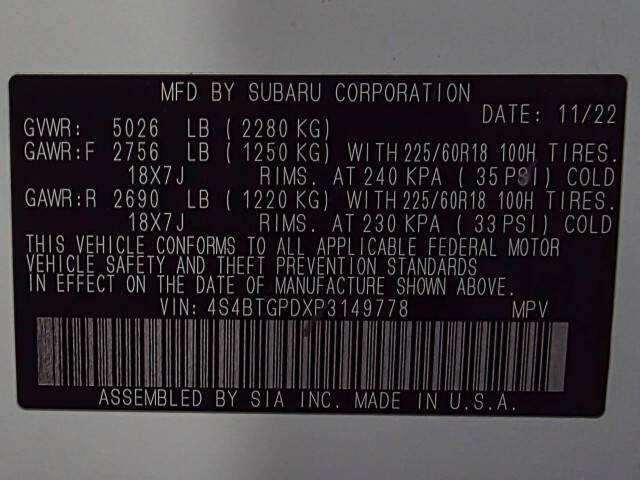 MFD BY SUBARU CORPORATION
DATE: 11/22
GVWR: 5026 LB ( 2280 KG)
GAWR:F 2756 LB ( 1250 KG) WITH 225/60R18 100H TIRES.
18X7J RIMS. AT 240 KPA ( 35 PSI) COLD
GAWR:R 2690 LB ( 1220 KG) WITH 225/60R18 100H TIRES.
18X7J RIMS. AT 230 KPA ( 33 PSI) COLD
THIS VEHICLE CONFORMS TO ALL APPLICABLE FEDERAL MOTOR
VEHICLE SAFETY AND THEFT PREVENTION STANDARDS
IN EFFECT ON THE DATE OF MANUFACTURE SHOWN ABOVE.
VIN: 4S4BTGPDXP3149778 MPV
ASSEMBLED BY SIA INC. MADE IN U.S.A.